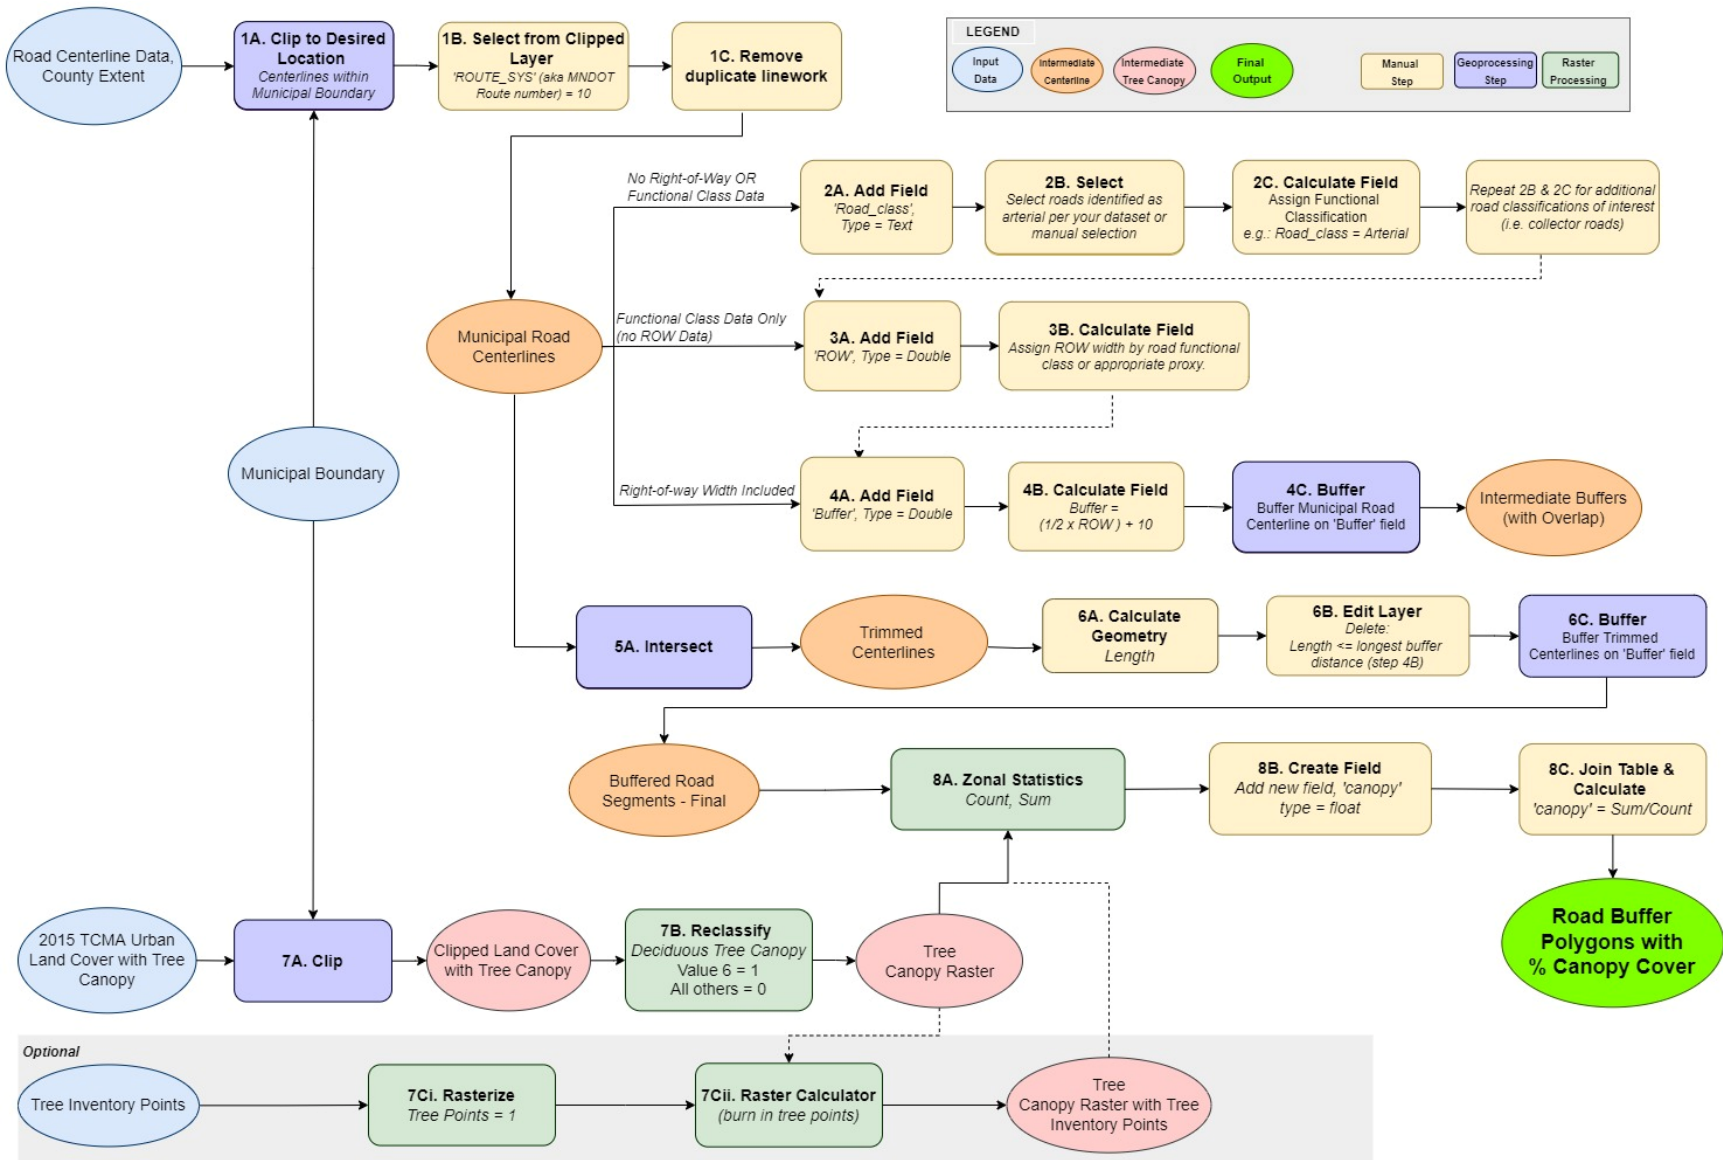 Road Centerline Data,
County Extent
1A. Clip to Desired
Location
Centerlines within
Municipal Boundary
1B. Select from Clipped
Layer
'ROUTE_SYS' (aka MNDOT
Route number) = 10
1C. Remove
duplicate linework
LEGEND
Input
Data
Intermediate
Centerline
Intermediate
Tree Canopy
Final
Output
Manual
Step
Geoprocessing
Step
Raster
Processing
No Right-of-Way OR
Functional Class Data
2A. Add Field
'Road_class',
Type = Text
2B. Select
Select roads identified as
arterial per your dataset or
manual selection
2C. Calculate Field
Assign Functional
Classification
e.g.: Road_class = Arterial
Repeat 2B & 2C for additional
road classifications of interest
(i.e. collector roads)
Municipal Road
Centerlines
Functional Class Data Only
(no ROW Data)
3A. Add Field
'ROW', Type = Double
3B. Calculate Field
Assign ROW width by road functional
class or appropriate proxy.
Municipal Boundary
Right-of-way Width Included
4A. Add Field
'Buffer', Type = Double
4B. Calculate Field
Buffer =
(1/2 x ROW ) + 10
4C. Buffer
Buffer Municipal Road
Centerline on 'Buffer' field
Intermediate Buffers
(with Overlap)
5A. Intersect
Trimmed
Centerlines
6A. Calculate
Geometry
Length
6B. Edit Layer
Delete:
Length <= longest buffer
distance (step 4B)
6C. Buffer
Buffer Trimmed
Centerlines on 'Buffer' field
Buffered Road
Segments - Final
8A. Zonal Statistics
Count, Sum
8B. Create Field
Add new field, 'canopy'
type = float
8C. Join Table &
Calculate
'canopy' = Sum/Count
2015 TCMA Urban
Land Cover with Tree
Canopy
7A. Clip
Clipped Land Cover
with Tree Canopy
7B. Reclassify
Deciduous Tree Canopy
Value 6 = 1
All others = 0
Tree
Canopy Raster
Road Buffer
Polygons with
% Canopy Cover
Optional
Tree Inventory Points
7Ci. Rasterize
Tree Points = 1
7Cii. Raster Calculator
(burn in tree points)
Tree
Canopy Raster with Tree
Inventory Points